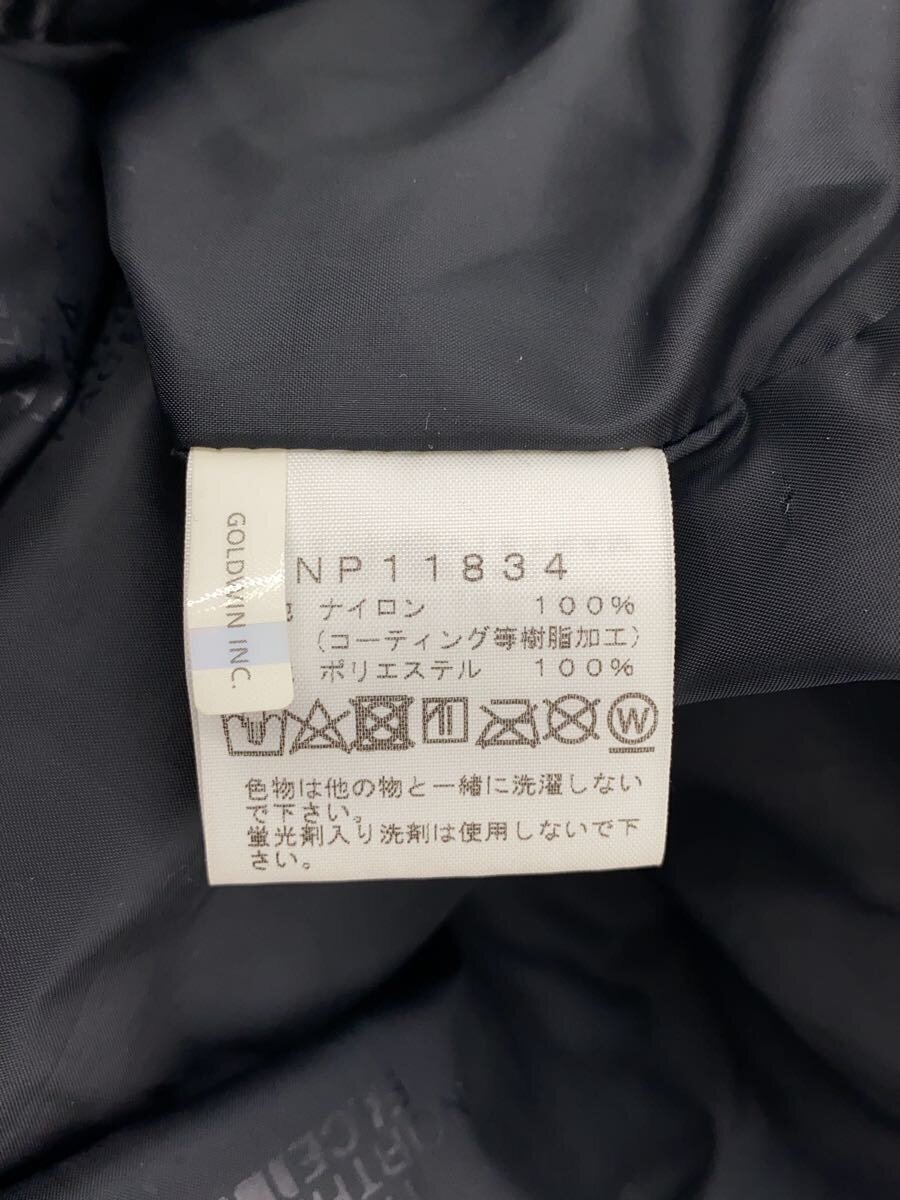 GOLDWIN INC.
NP11834
ナイロン 100%
(コーティング等樹脂加工)
ポリエステル 100%
W
色物は他の物と一緒に洗濯しない
で下さい。
蛍光剤入り洗剤は使用しないで下
さい。